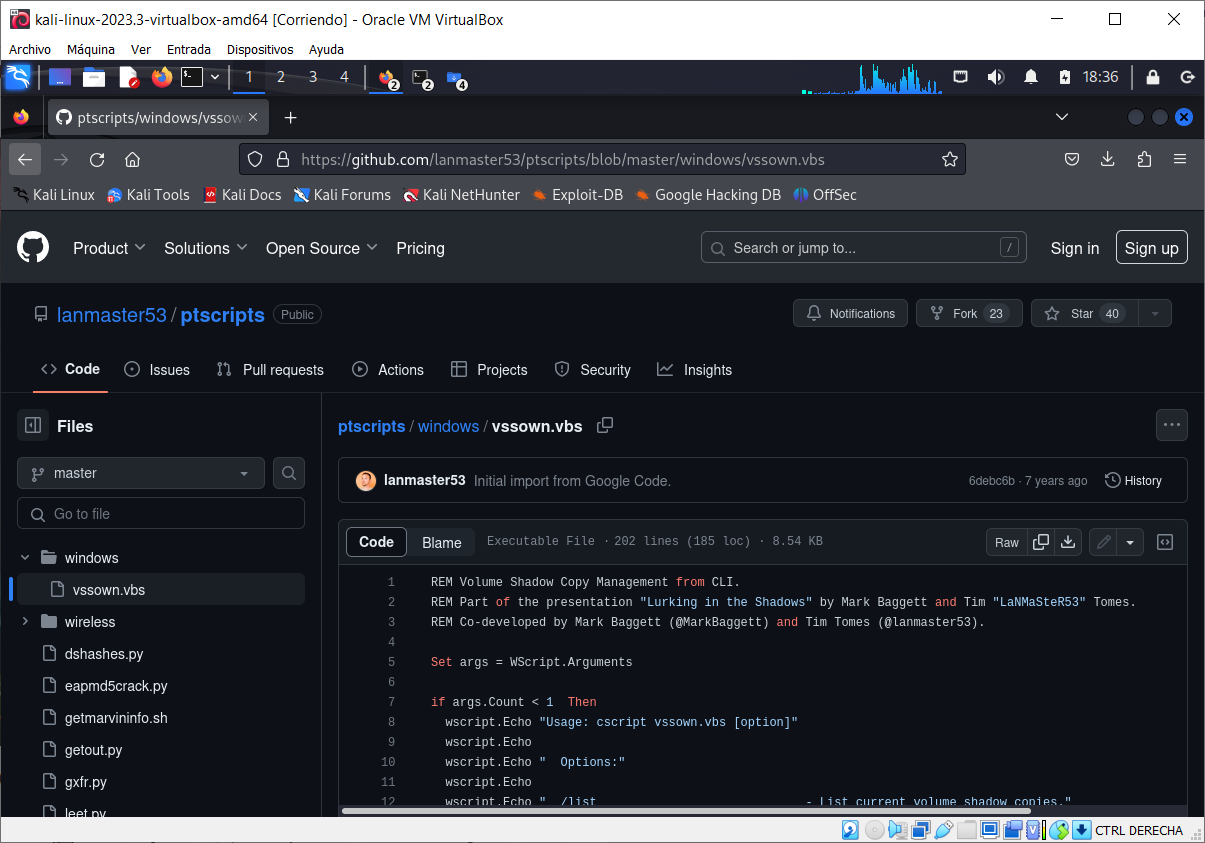 kali-linux-2023.3-virtualbox-amd64 [Corriendo] - Oracle VM VirtualBox
Archivo Máquina Ver Entrada Dispositivos Ayuda
1 2 3 4 2 2 4 18:36
ptscripts/windows/vssow
https://github.com/lanmaster53/ptscripts/blob/master/windows/vssown.vbs
Kali Linux Kali Tools Kali Docs Kali Forums Kali NetHunter Exploit-DB Google Hacking DB OffSec
Product Solutions Open Source Pricing Search or jump to... / Sign in Sign up
lanmaster53 / ptscripts Public Notifications Fork 23 Star 40
Code Issues Pull requests Actions Projects Security Insights
Files
master
Go to file
windows
vssown.vbs
wireless
dshashes.py
eapmd5crack.py
getmarvininfo.sh
getout.py
gxfr.py
leet.py
ptscripts / windows / vssown.vbs
lanmaster53 Initial import from Google Code. 6debc6b · 7 years ago History
Code Blame Executable File · 202 lines (185 loc) · 8.54 KB Raw
1 REM Volume Shadow Copy Management from CLI.
2 REM Part of the presentation "Lurking in the Shadows" by Mark Baggett and Tim "LaNMaSteR53" Tomes.
3 REM Co-developed by Mark Baggett (@MarkBaggett) and Tim Tomes (@lanmaster53).
4
5 Set args = WScript.Arguments
6
7 if args.Count < 1  Then
8 wscript.Echo "Usage: cscript vssown.vbs [option]"
9 wscript.Echo
10 wscript.Echo "  Options:"
11 wscript.Echo
12 wscript.Echo "  /list                             - List current volume shadow copies."
CTRL DERECHA